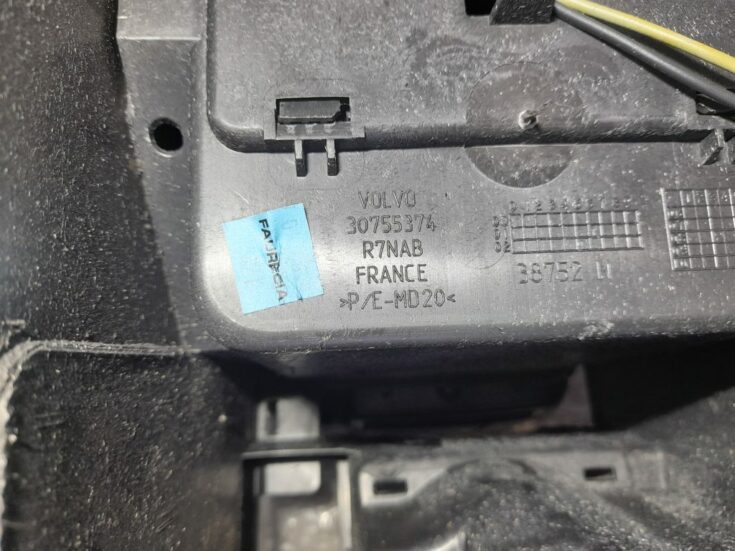 VOLVO
30755374
R7NAB
FRANCE
>P/E-MD20<
FAURECIA
38752